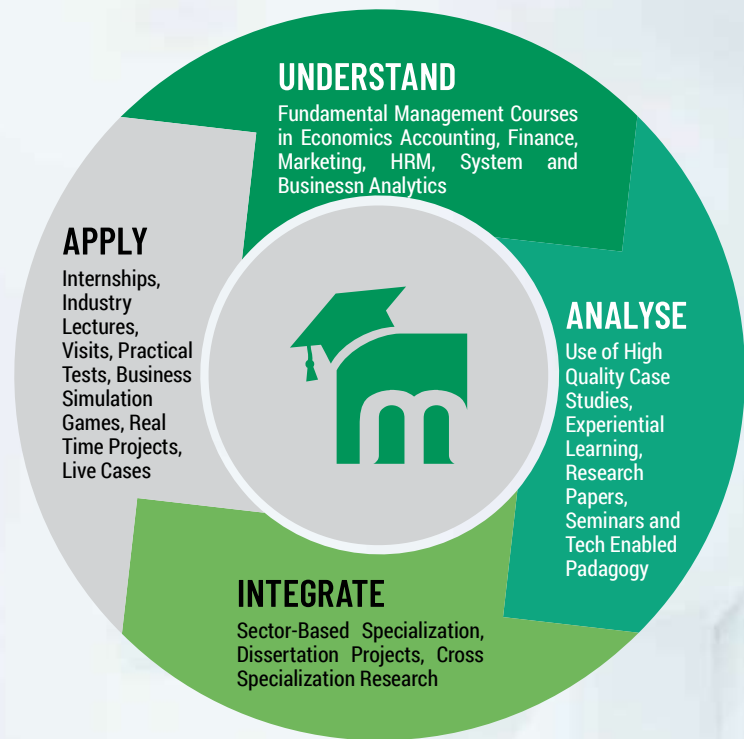 UNDERSTAND
Fundamental Management Courses
in Economics Accounting, Finance,
Marketing, HRM, System and
Businessn Analytics
ANALYSE
Use of High
Quality Case
Studies,
Experiential
Learning,
Research
Papers,
Seminars and
Tech Enabled
Padagogy
INTEGRATE
Sector-Based Specialization,
Dissertation Projects, Cross
Specialization Research
APPLY
Internships,
Industry
Lectures,
Visits, Practical
Tests, Business
Simulation
Games, Real
Time Projects,
Live Cases
m